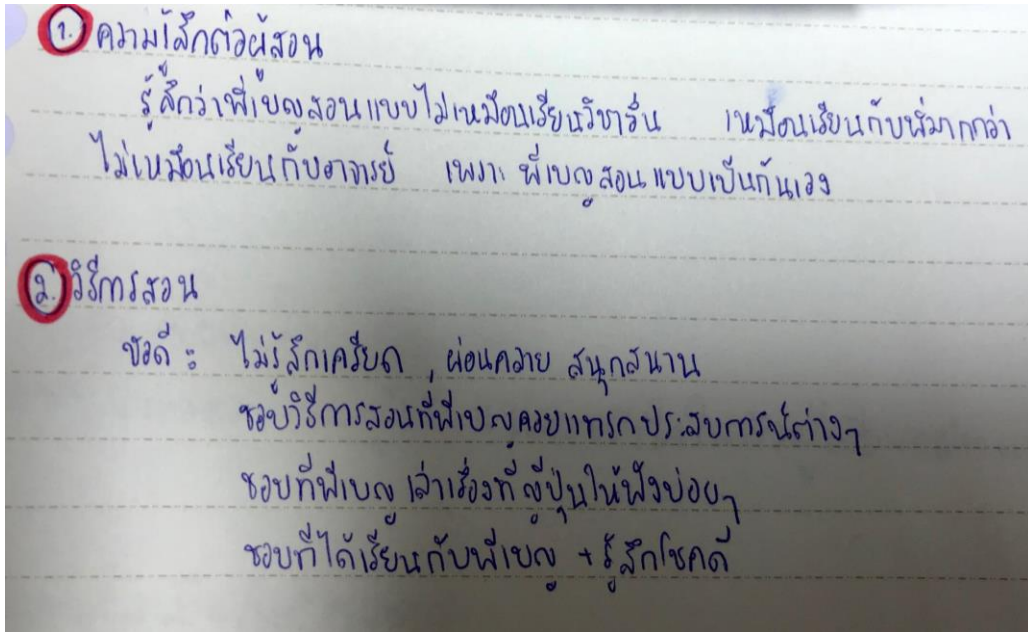 1. ความรู้สึกต่อผู้สอน
รู้สึกว่าพี่เบญสอนแบบไม่เหมือนเรียนวิชาอื่น เหมือนเรียนกับพี่มากกว่า
ไม่เหมือนเรียนกับอาจารย์ เพราะ พี่เบญสอนแบบเป็นกันเอง
2. วิธีการสอน
ข้อดี : ไม่รู้สึกเครียด , ผ่อนคลาย สนุกสนาน
ชอบวิธีการสอนที่พี่เบญคอยแทรกประสบการณ์ต่างๆ
ชอบที่พี่เบญ เล่าเรื่องที่ญี่ปุ่นให้ฟังบ่อยๆ
ชอบที่ได้เรียนกับพี่เบญ + รู้สึกโชคดี